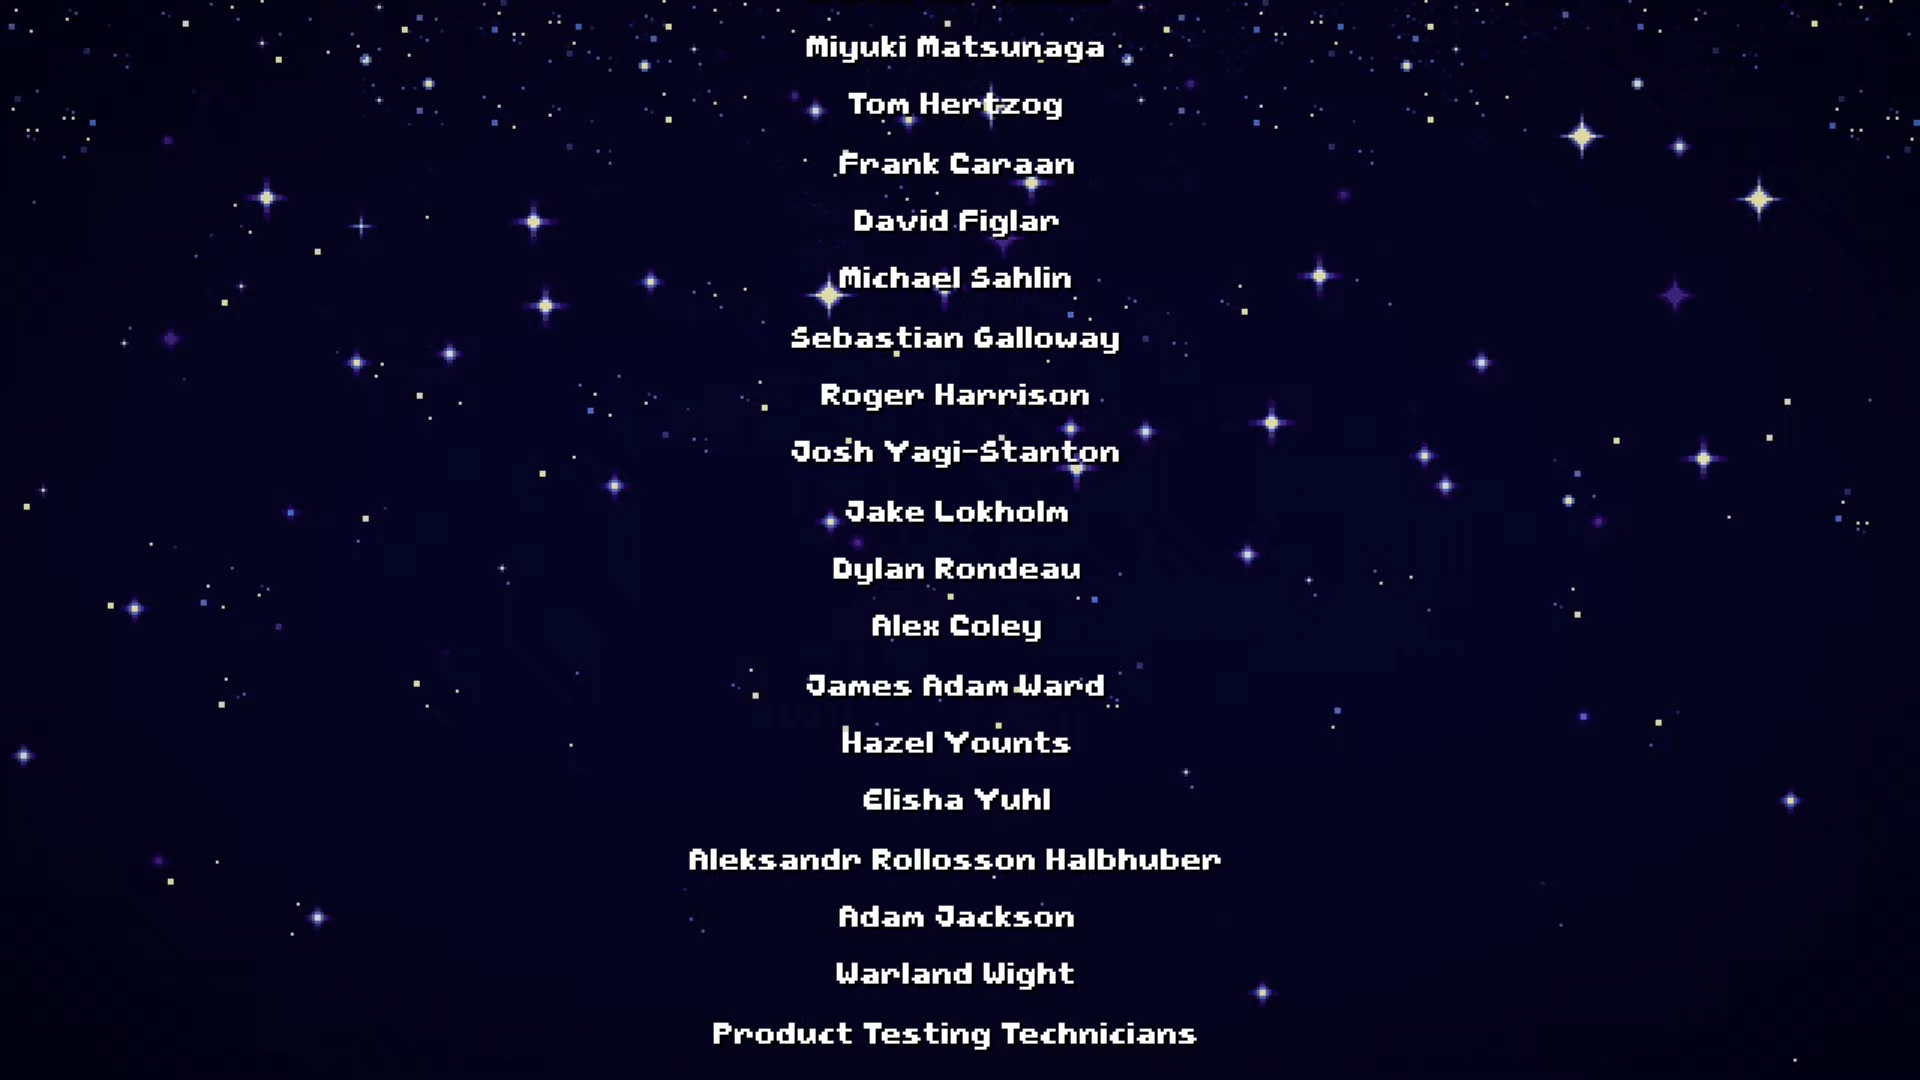 Miyuki Matsunaga
Tom Hertzog
Frank Caraan
David Figlar
Michael Sahlin
Sebastian Galloway
Roger Harrison
Josh Yagi-Stanton
Jake Lokholm
Dylan Rondeau
Alex Coley
James Adam Ward
Hazel Younts
Elisha Yuhl
Aleksandr Rollosson Halbhuber
Adam Jackson
Warland Wight
Product Testing Technicians